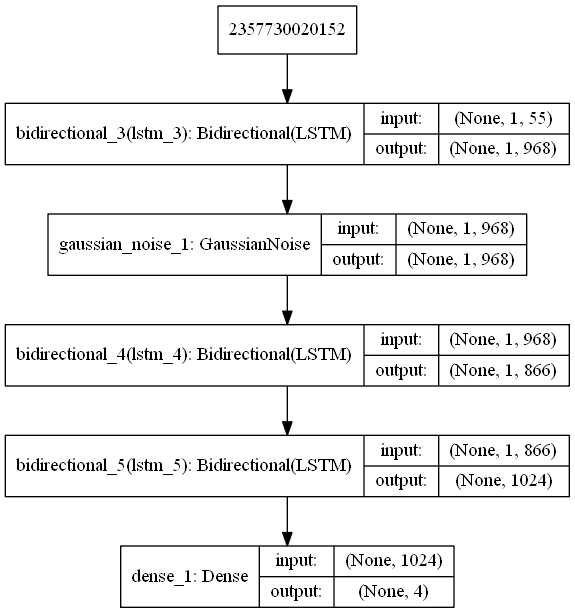 2357730020152
bidirectional_3(lstm_3): Bidirectional(LSTM)
input: (None, 1, 55)
output: (None, 1, 968)
gaussian_noise_1: GaussianNoise
input: (None, 1, 968)
output: (None, 1, 968)
bidirectional_4(lstm_4): Bidirectional(LSTM)
input: (None, 1, 968)
output: (None, 1, 866)
bidirectional_5(lstm_5): Bidirectional(LSTM)
input: (None, 1, 866)
output: (None, 1024)
dense_1: Dense
input: (None, 1024)
output: (None, 4)